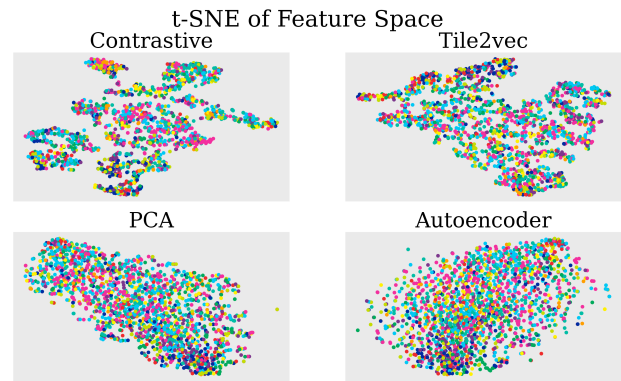 t-SNE of Feature Space
Contrastive
Tile2vec
PCA
Autoencoder